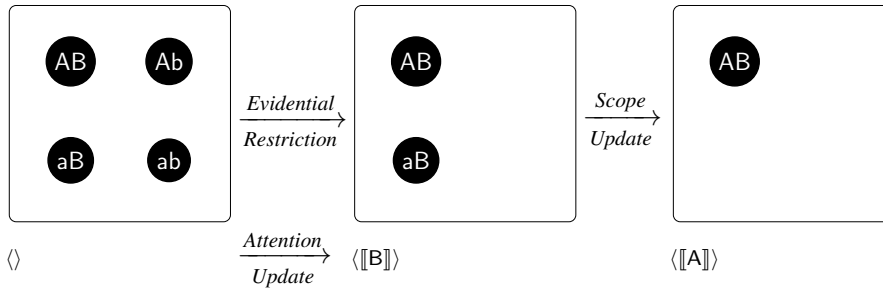 AB Ab
aB ab
Evidential
Restriction
AB
aB
Scope
Update
AB
⟨⟩
Attention
Update
⟨⟦B⟧⟩
⟨⟦A⟧⟩